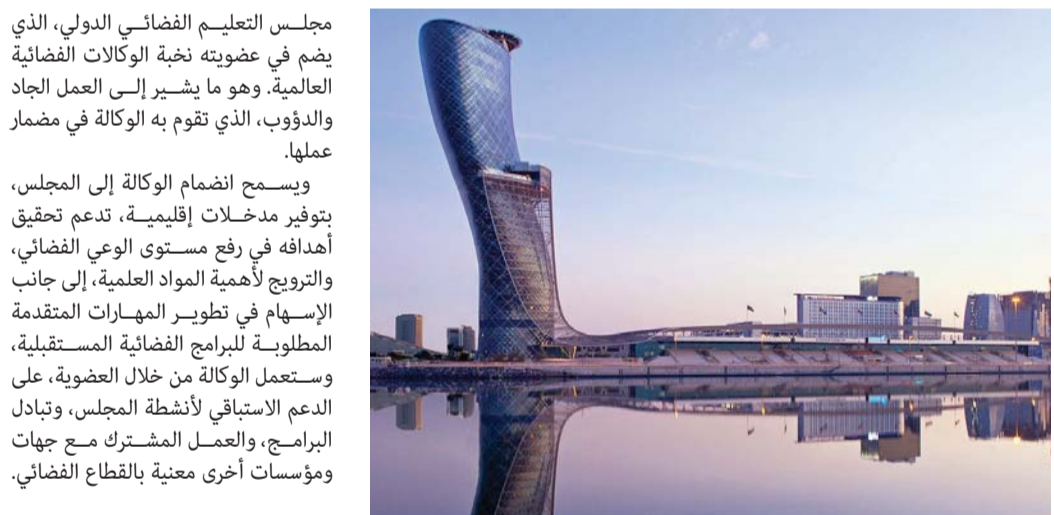 مجلس التعليم الفضائي الدولي، الذي
يضم في عضويته نخبة الوكالات الفضائية
العالمية. وهو ما يشير إلى العمل الجاد
والدؤوب، الذي تقوم به الوكالة في مضمار
عملها.
ويسمح انضمام الوكالة إلى المجلس،
بتوفير مدخلات إقليمية، تدعم تحقيق
أهدافه في رفع مستوى الوعي الفضائي،
والترويج لأهمية المواد العلمية، إلى جانب
الإسهام في تطوير المهارات المتقدمة
المطلوبة للبرامج الفضائية المستقبلية،
وستعمل الوكالة من خلال العضوية، على
الدعم الاستباقي لأنشطة المجلس، وتبادل
البرامج، والعمل المشترك مع جهات
ومؤسسات أخرى معنية بالقطاع الفضائي.